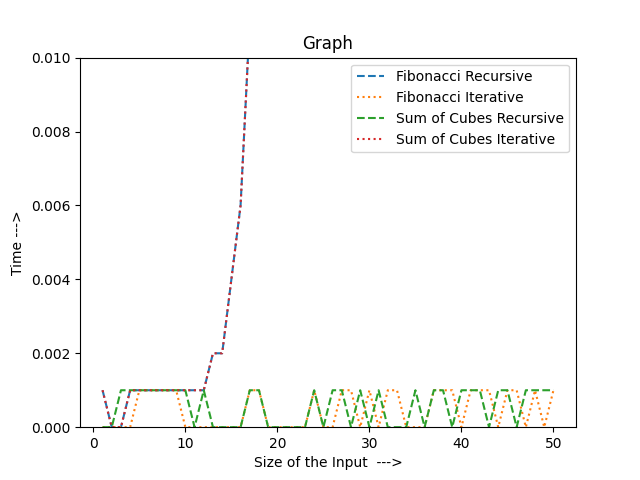 Graph
0.010
0.008
0.006
0.004
0.002
0.000
Time --->
0
10
20
30
40
50
Size of the Input  --->
Fibonacci Recursive
Fibonacci Iterative
Sum of Cubes Recursive
Sum of Cubes Iterative